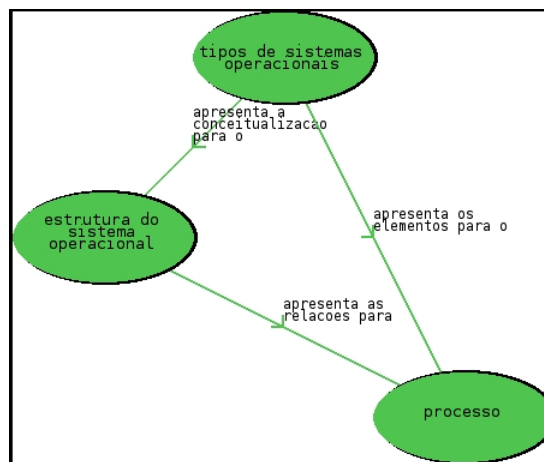 tipos de sistemas
operacionais
apresenta a
conceitualizacao
para o
estrutura do
sistema
operacional
apresenta os
elementos para o
apresenta as
relacoes para
processo